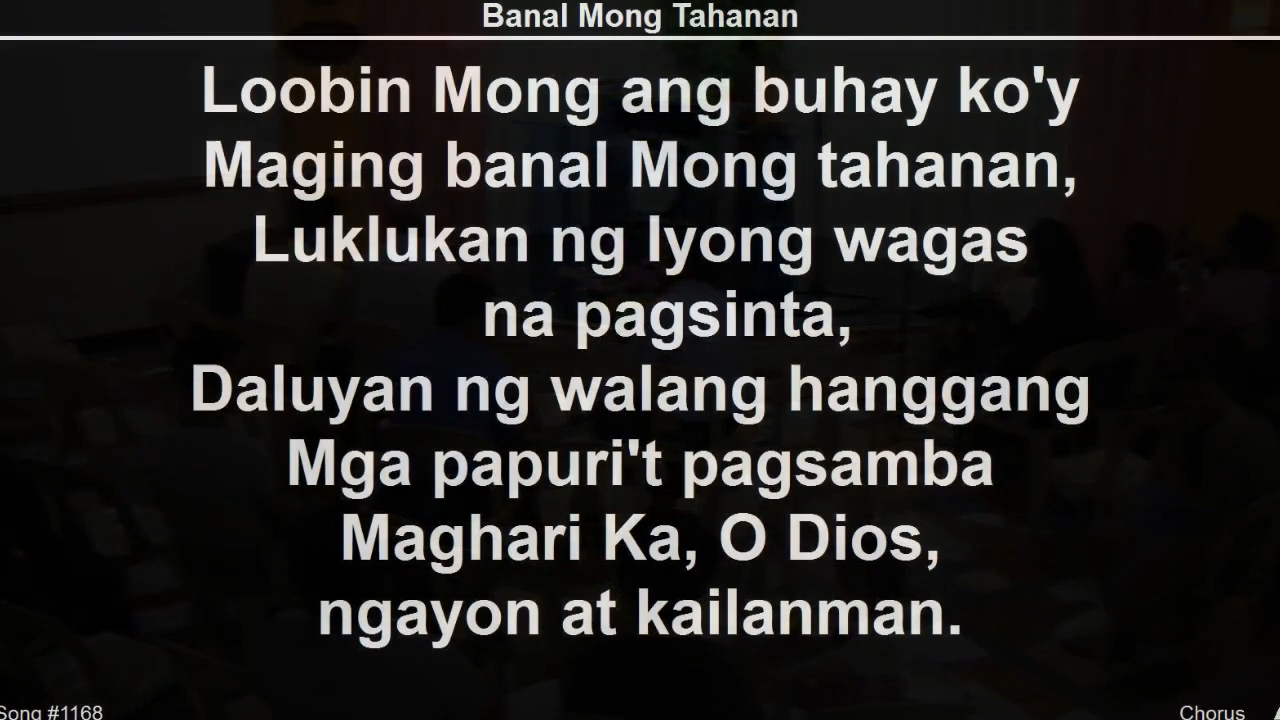 Banal Mong Tahanan
Loobin Mong ang buhay ko'y
Maging banal Mong tahanan,
Luklukan ng Iyong wagas
na pagsinta,
Daluyan ng walang hanggang
Mga papuri't pagsamba
Maghari Ka, O Dios,
ngayon at kailanman.
Song #1168
Chorus